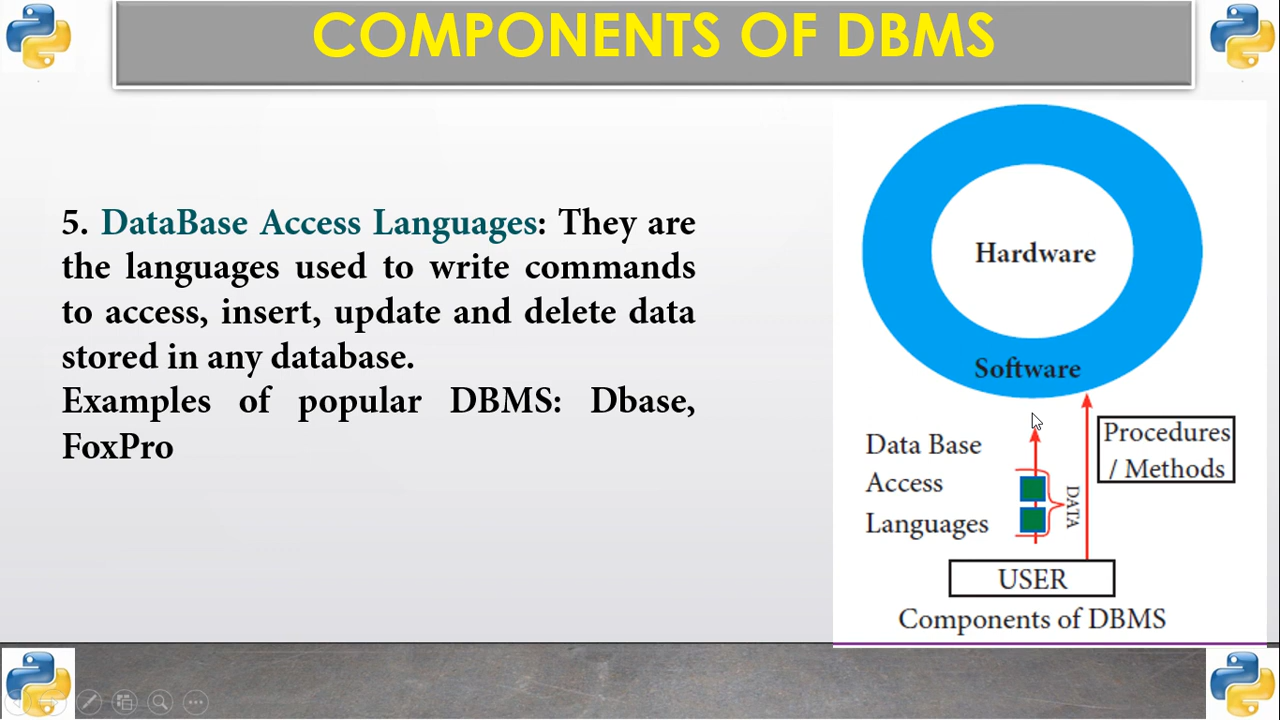 COMPONENTS OF DBMS
5. DataBase Access Languages: They are
the languages used to write commands
to access, insert, update and delete data
stored in any database.
Examples of popular DBMS: Dbase,
FoxPro
Hardware
Software
Data Base
Access
Languages
DATA
Procedures
/ Methods
USER
Components of DBMS